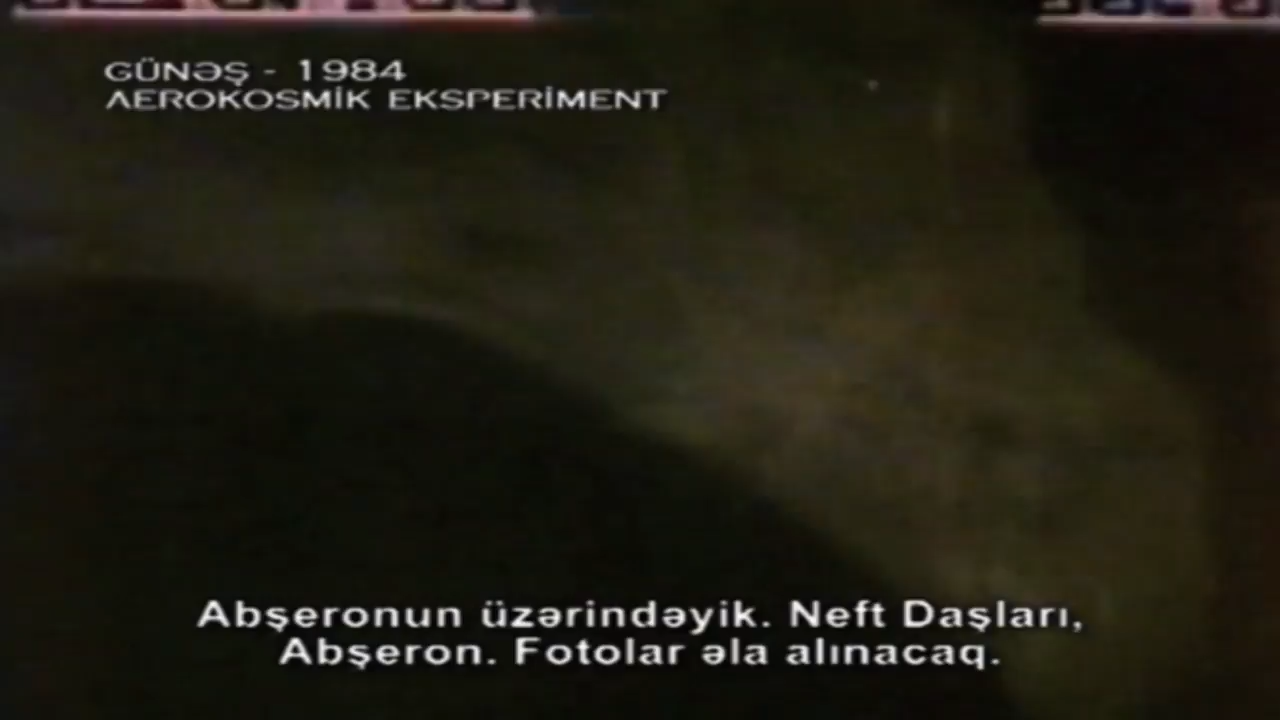 GÜNƏŞ - 1984
AEROKOSMİK EKSPERİMENT
Abşeronun üzərindəyik. Neft Daşları,
Abşeron. Fotolar əla alınacaq.